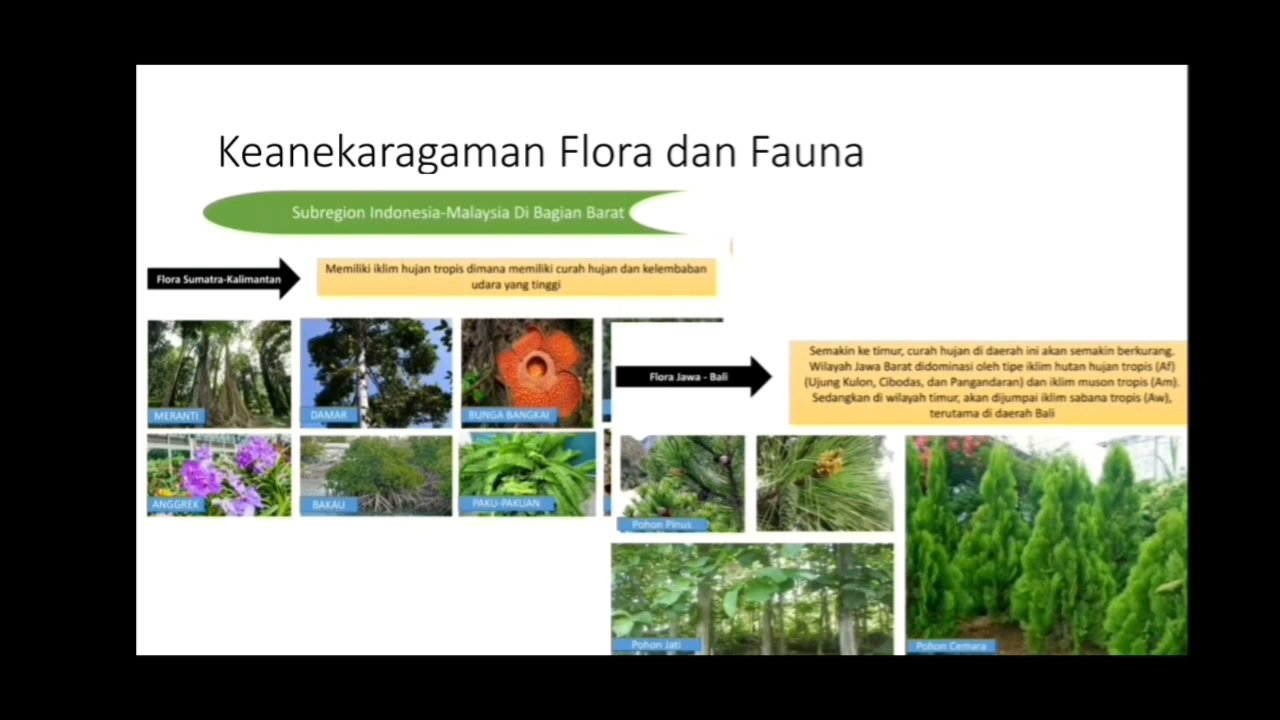 Keanekaragaman Flora dan Fauna
Subregion Indonesia-Malaysia Di Bagian Barat
Flora Sumatra-Kalimantan
Memiliki iklim hujan tropis dimana memiliki curah hujan dan kelembaban
udara yang tinggi
MERANTI
DAMAR
BUNGA BANGKAI
ANGGREK
BAKAU
PAKU-PAKUAN
Flora Jawa - Bali
Semakin ke timur, curah hujan di daerah ini akan semakin berkurang.
Wilayah Jawa Barat didominasi oleh tipe iklim hutan hujan tropis (Af)
(Ujung Kulon, Cibodas, dan Pangandaran) dan iklim muson tropis (Am).
Sedangkan di wilayah timur, akan dijumpai iklim sabana tropis (Aw),
terutama di daerah Bali
Pohon Pinus
Pohon Jati
Pohon Cemara